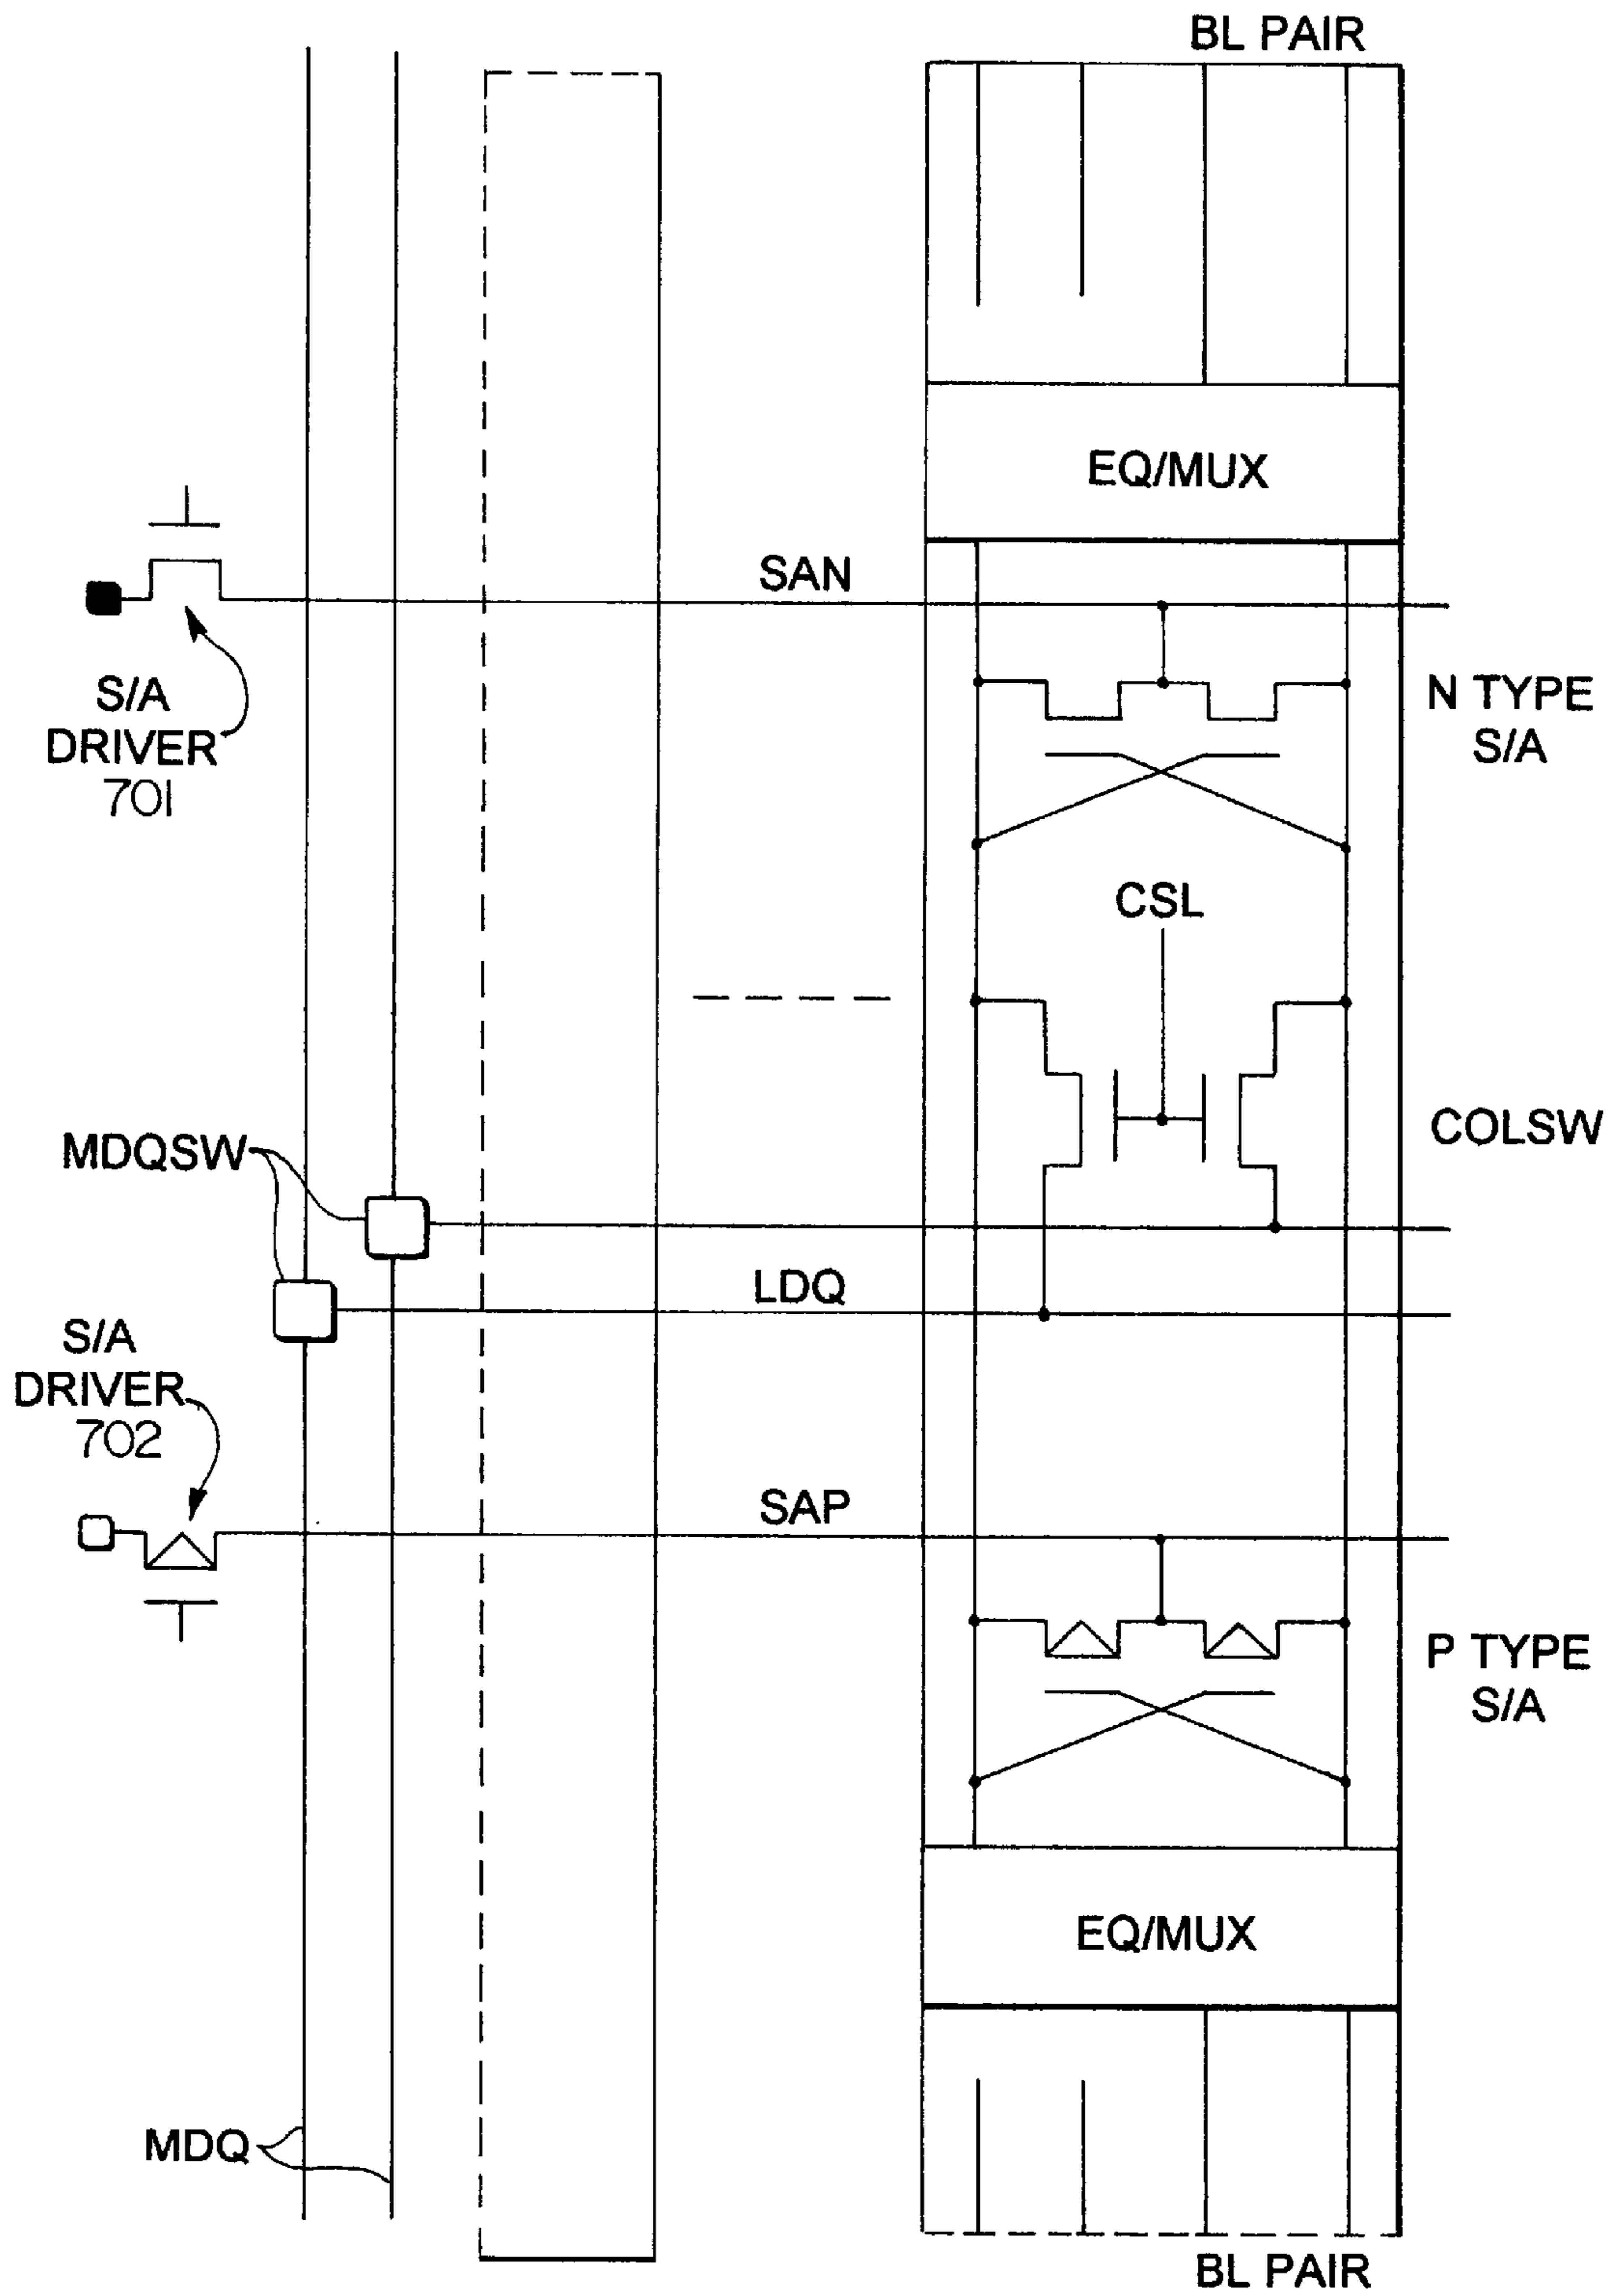 BL PAIR
EQ/MUX
SAN
S/A
DRIVER
701
N TYPE
S/A
CSL
MDQSW
COLSW
LDQ
S/A
DRIVER
702
SAP
P TYPE
S/A
EQ/MUX
MDQ
BL PAIR